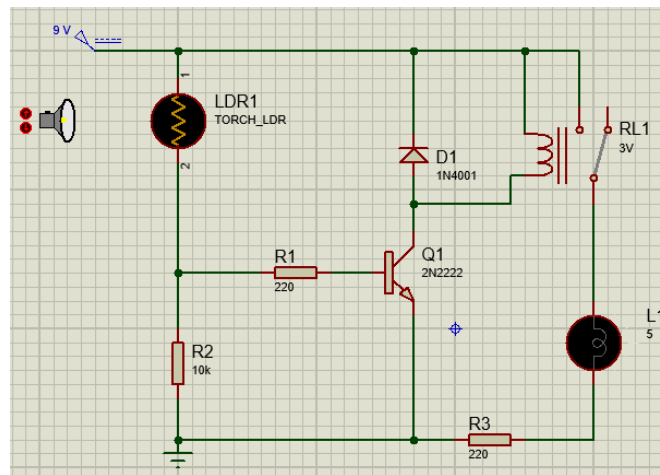 9 V
1
LDR1
TORCH_LDR
2
D1
1N4001
RL1
3V
R1
220
Q1
2N2222
R2
10k
L1
5
R3
220